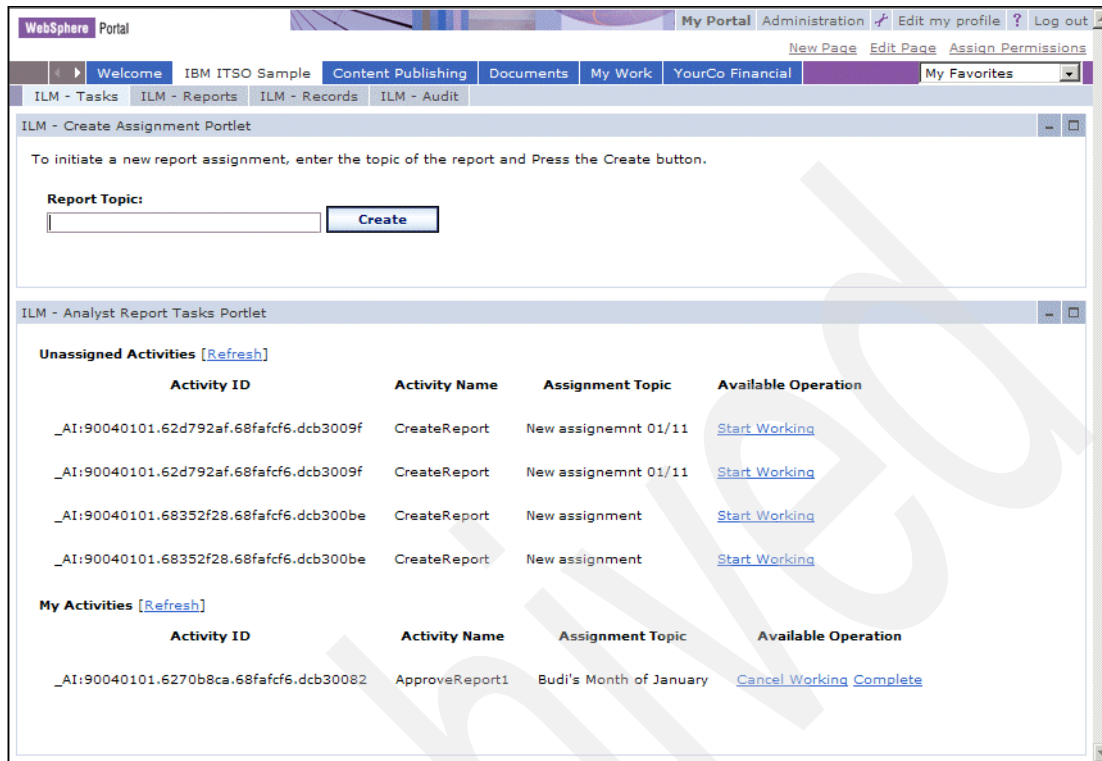 WebSphere Portal
My Portal Administration Edit my profile ? Log out
New Page Edit Page Assign Permissions
Welcome IBM ITSO Sample Content Publishing Documents My Work YourCo Financial My Favorites
ILM - Tasks ILM - Reports ILM - Records ILM - Audit
ILM - Create Assignment Portlet
To initiate a new report assignment, enter the topic of the report and Press the Create button.
Report Topic:
Create
ILM - Analyst Report Tasks Portlet
Unassigned Activities [Refresh]
Activity ID Activity Name Assignment Topic Available Operation
_AI:90040101.62d792af.68fafcf6.dcb3009f CreateReport New assignemnt 01/11 Start Working
_AI:90040101.62d792af.68fafcf6.dcb3009f CreateReport New assignemnt 01/11 Start Working
_AI:90040101.68352f28.68fafcf6.dcb300be CreateReport New assignment Start Working
_AI:90040101.68352f28.68fafcf6.dcb300be CreateReport New assignment Start Working
My Activities [Refresh]
Activity ID Activity Name Assignment Topic Available Operation
_AI:90040101.6270b8ca.68fafcf6.dcb30082 ApproveReport1 Budi's Month of January Cancel Working Complete
hived